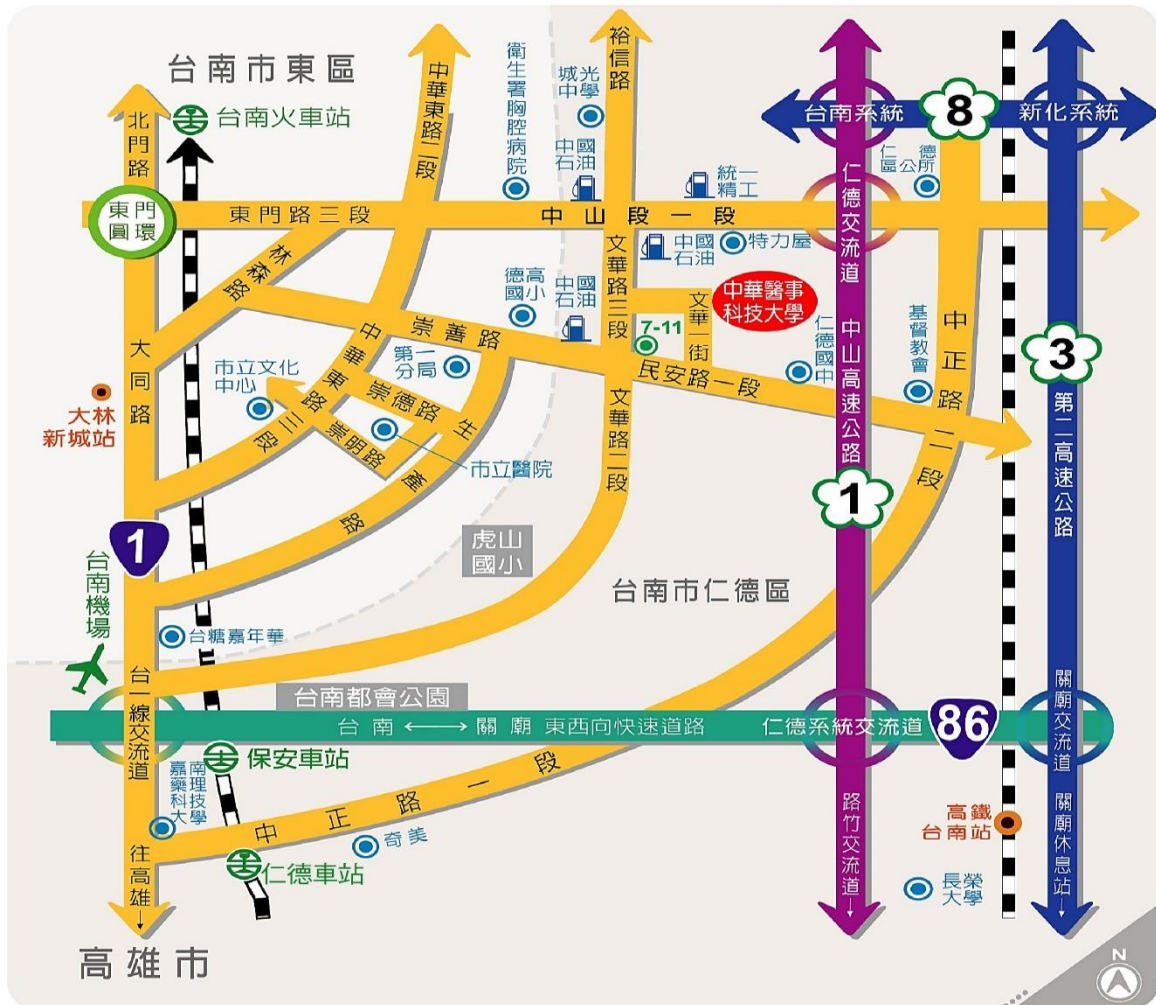 台南市東區
台南火車站
北門路
東門
圓環
東門路三段
中華東路二段
衛生署胸腔病院
裕信路
城光
中學
中國
石油
統一
精工
中山段一段
台南系統
8
新化系統
仁德
區公所
仁德交流道
林森路
大同路
大林
新城站
德高
國小
中國
石油
文華路三段
中國
石油
特力屋
中華醫事
科技大學
7-11
文華一街
崇善路
第一
分局
市立文化
中心
中華東路三段
崇德路
崇明路
生產路
市立醫院
民安路一段
仁德
國中
中山高速公路
基督教會
中正路二段
3
第二高速公路
1
1
台南機場
文華路二段
虎山
國小
台南市仁德區
台糖嘉年華
台南都會公園
台一線交流道
台南 ←→ 關廟 東西向快速道路
仁德系統交流道
86
關廟交流道
保安車站
嘉南
藥理
科技
大學
中正路一段
奇美
仁德車站
路竹交流道↓
高鐵
台南站
關廟休息站↓
長榮
大學
往高雄↓
高雄市
N